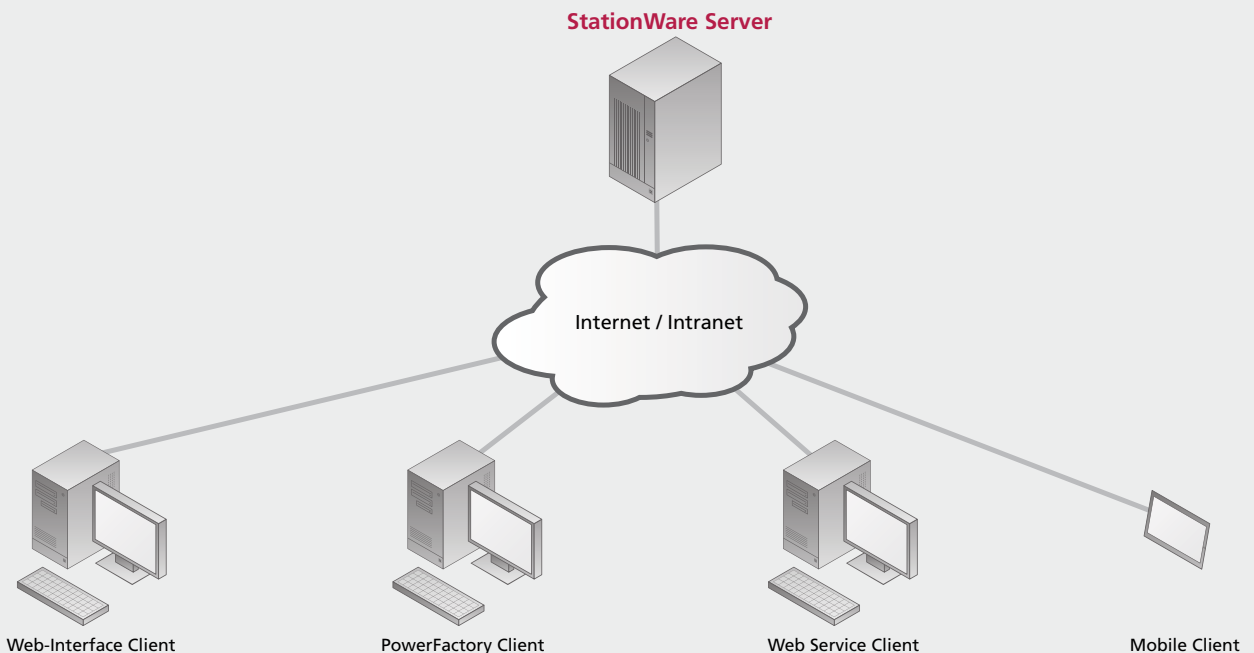 StationWare Server
Internet / Intranet
Web-Interface Client
PowerFactory Client
Web Service Client
Mobile Client